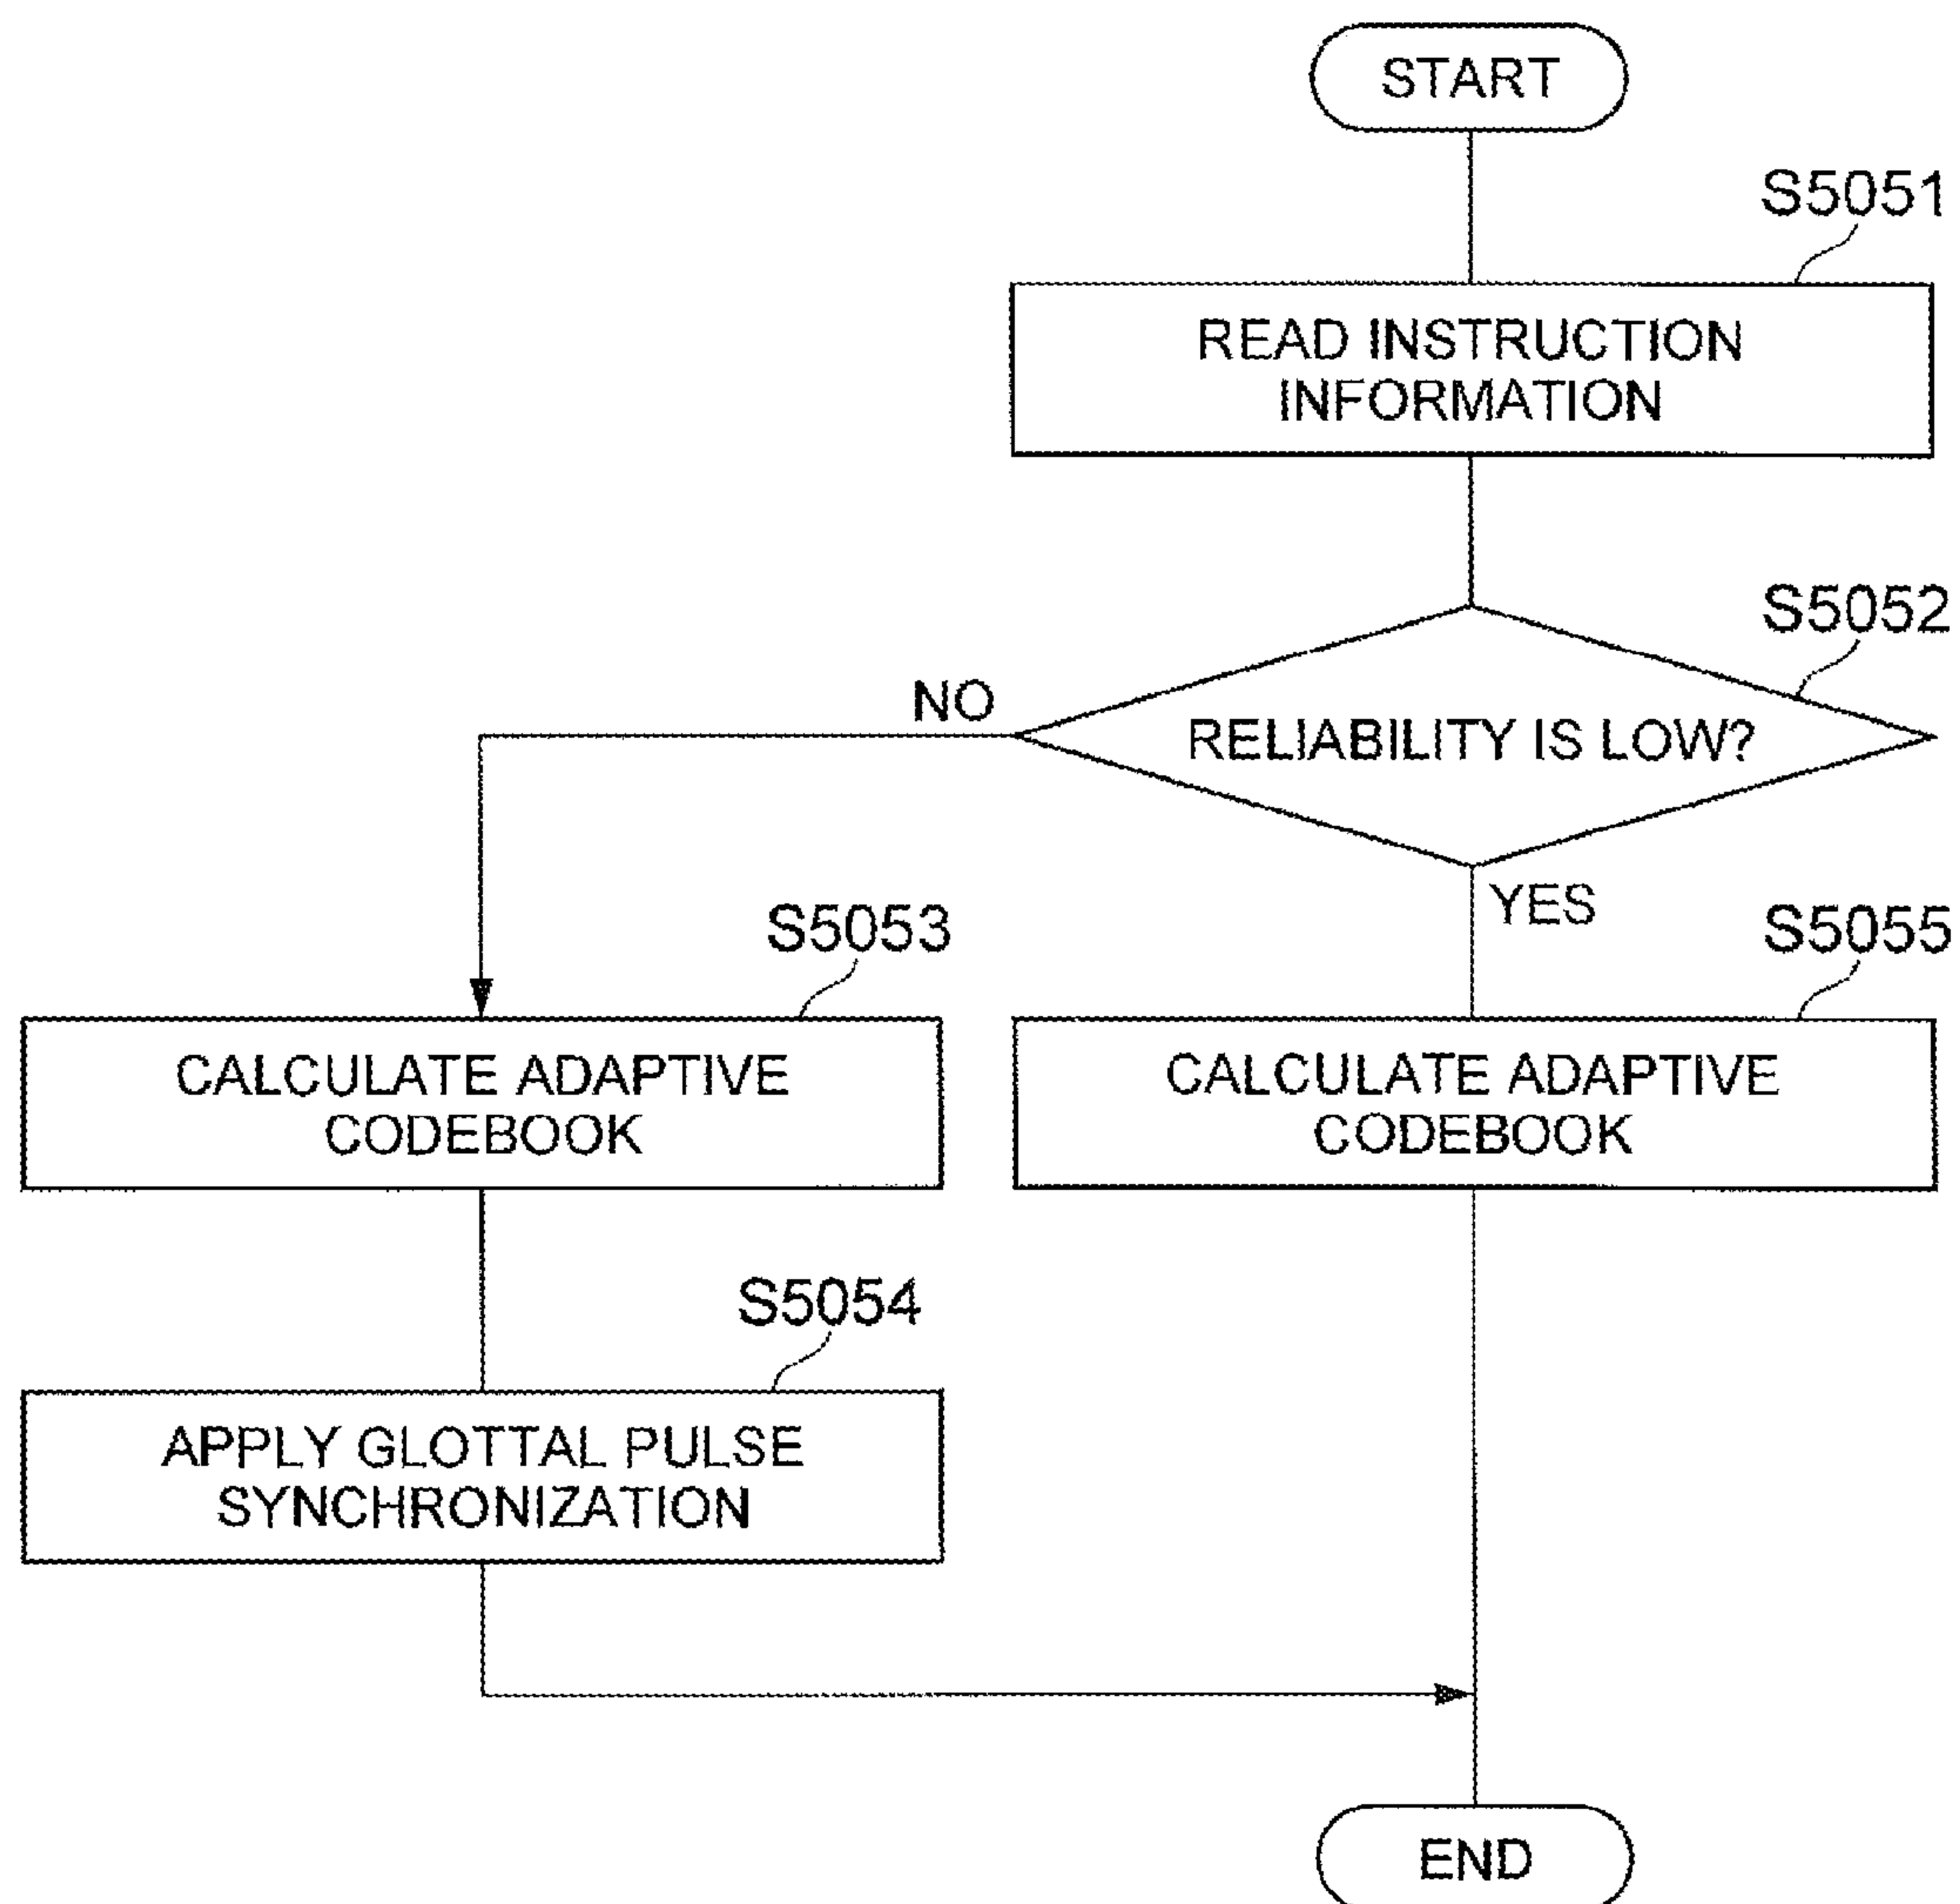 START
S5051
READ INSTRUCTION
INFORMATION
S5052
NO
RELIABILITY IS LOW?
YES
S5053
S5055
CALCULATE ADAPTIVE
CODEBOOK
CALCULATE ADAPTIVE
CODEBOOK
S5054
APPLY GLOTTAL PULSE
SYNCHRONIZATION
END